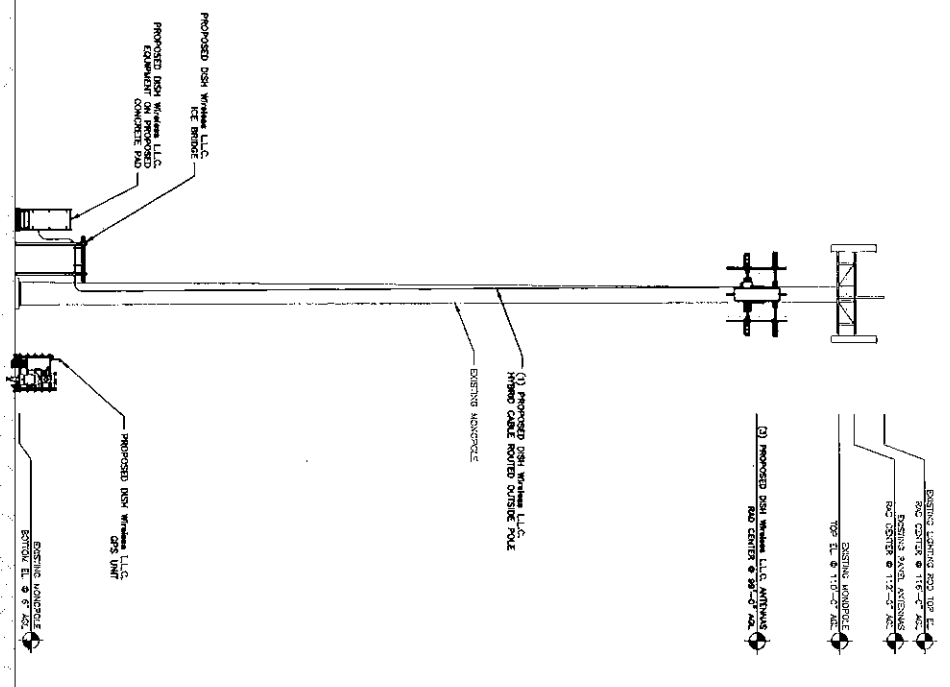 EXISTING LIGHTNING ROD TOP EL.
RAD CENTER @ 116'-0" AGL
EXISTING PANEL ANTENNAS
RAD CENTER @ 112'-0" AGL
EXISTING MONOPOLE
TOP EL @ 110'-0" AGL
(3) PROPOSED DISH Wireless L.L.C. ANTENNAS
RAD CENTER @ 99'-0" AGL
(1) PROPOSED DISH Wireless L.L.C.
HYBRID CABLE ROUTED OUTSIDE POLE
EXISTING MONOPOLE
PROPOSED DISH Wireless L.L.C.
ICE BRIDGE
PROPOSED DISH Wireless L.L.C.
EQUIPMENT ON PROPOSED
CONCRETE PAD
PROPOSED DISH Wireless L.L.C.
GPS UNIT
EXISTING MONOPOLE
BOTTOM EL @ 6" AGL